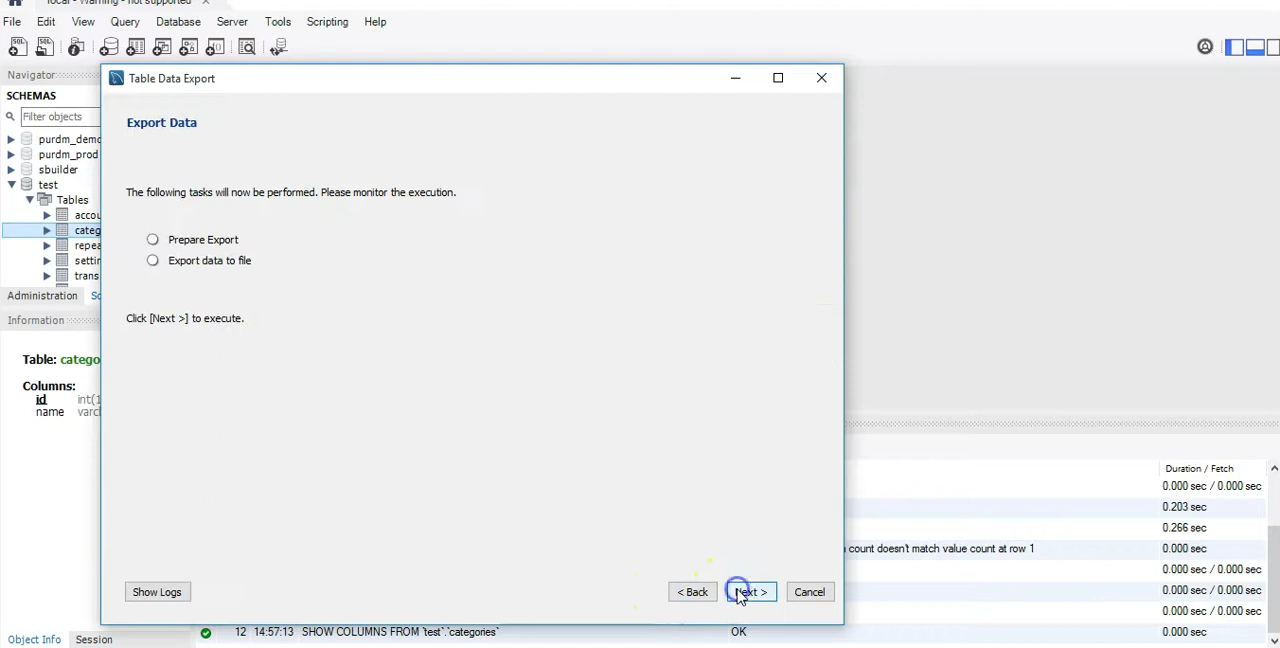 local - Warning - not supported
File Edit View Query Database Server Tools Scripting Help
Navigator
SCHEMAS
Filter objects
purdm_demo
purdm_prod
sbuilder
test
Tables
accou
categ
repea
settin
trans
Administration
Information
Table: catego
Columns:
id int(1
name varch
Object Info Session
Table Data Export
Export Data
The following tasks will now be performed. Please monitor the execution.
Prepare Export
Export data to file
Click [Next >] to execute.
Show Logs
< Back
Next >
Cancel
Duration / Fetch
0.000 sec / 0.000 sec
0.203 sec
0.266 sec
count doesn't match value count at row 1 0.000 sec
0.000 sec / 0.000 sec
0.000 sec / 0.000 sec
0.000 sec / 0.000 sec
12 14:57:13 SHOW COLUMNS FROM `test`.`categories` OK 0.000 sec